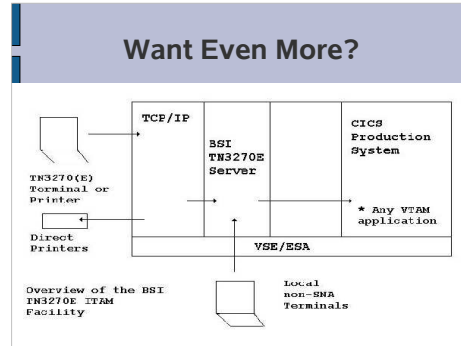 Want Even More?
TCP/IP
BSI
TN3270E
Server
CICS
Production
System
TN3270(E)
Terminal or
Printer
* Any VTAM
application
Direct
Printers
VSE/ESA
Overview of the BSI
TN3270E ITAM
Facility
Local
non-SNA
Terminals